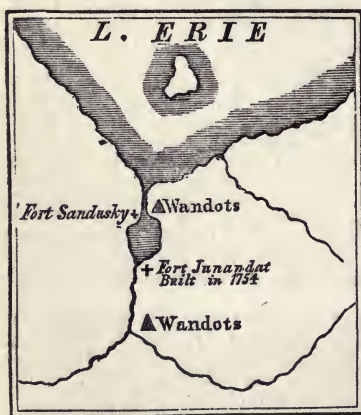 L. ERIE
Fort Sandusky
Wandots
Fort Junandat
Built in 1754
Wandots